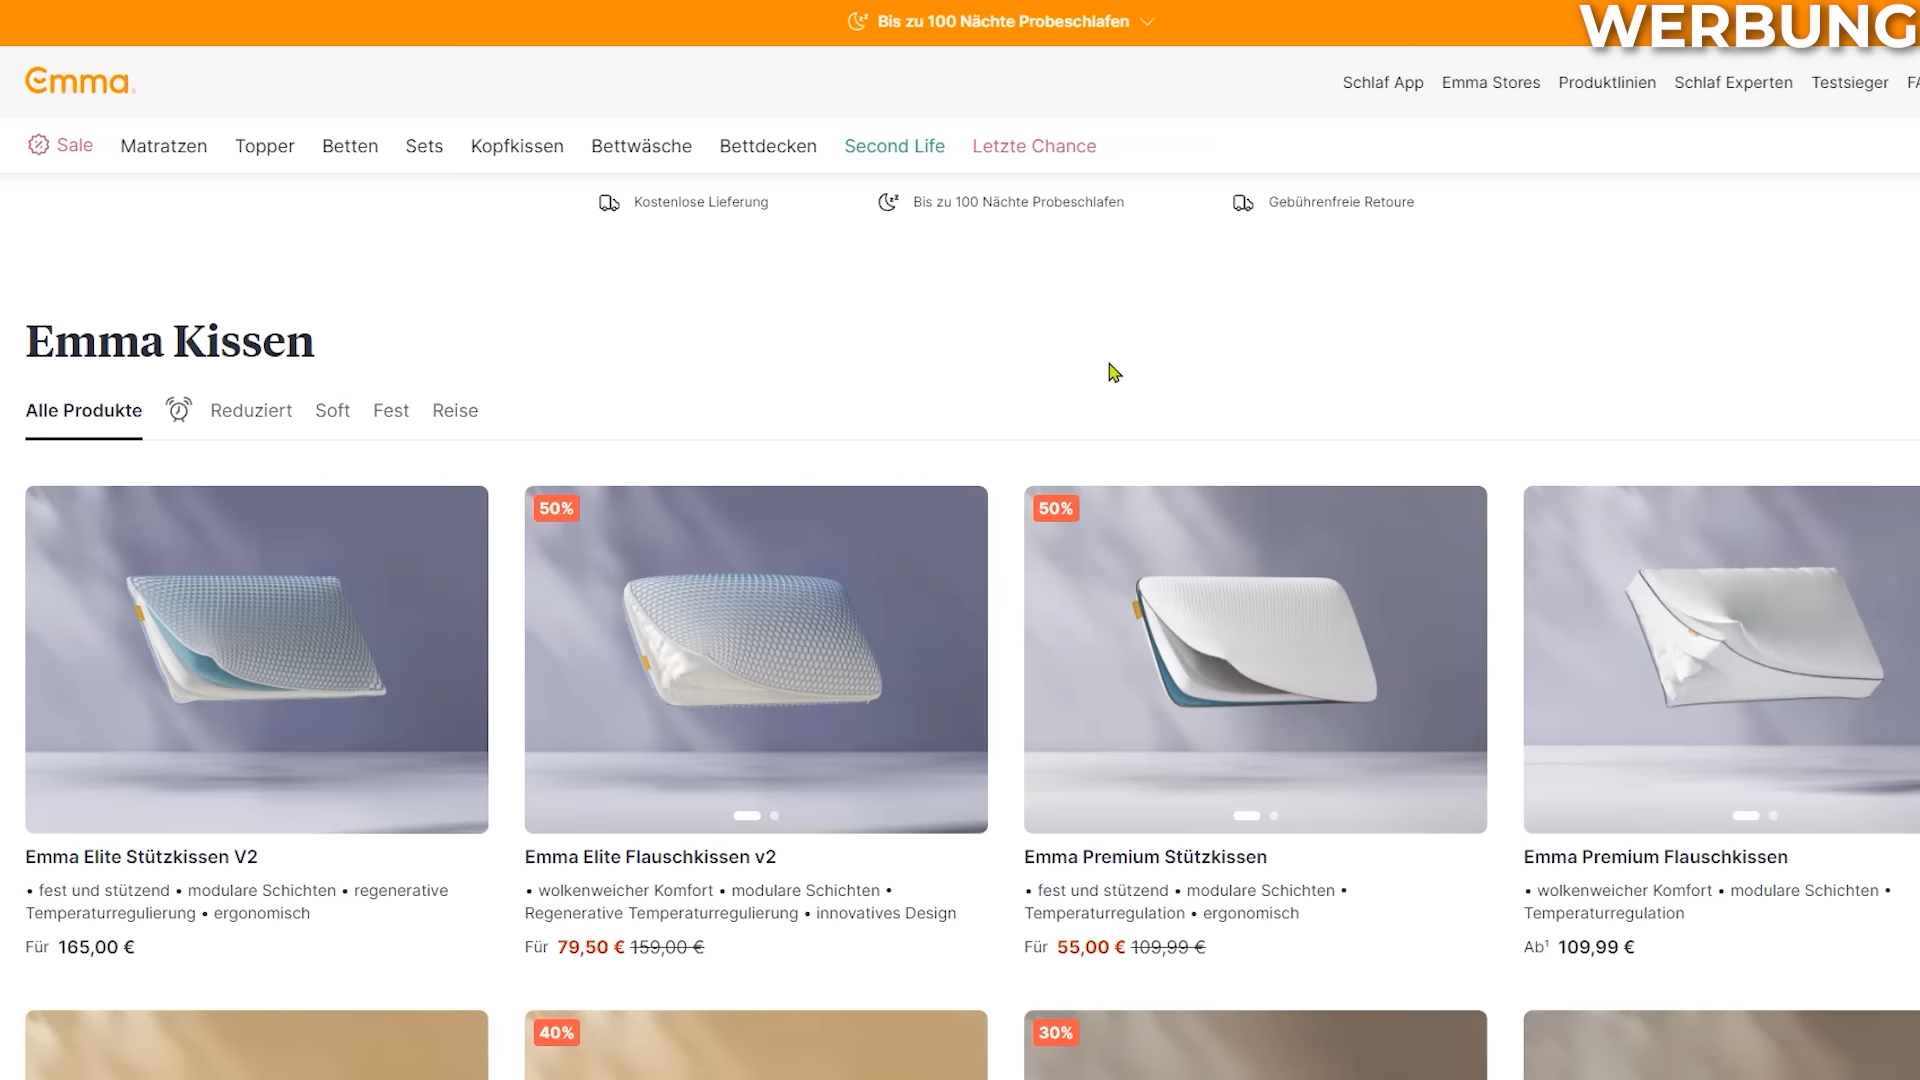 Bis zu 100 Nächte Probeschlafen
WERBUNG
Emma
Schlaf App Emma Stores Produktlinien Schlaf Experten Testsieger
Sale Matratzen Topper Betten Sets Kopfkissen Bettwäsche Bettdecken Second Life Letzte Chance
Kostenlose Lieferung Bis zu 100 Nächte Probeschlafen Gebührenfreie Retoure
Emma Kissen
Alle Produkte Reduziert Soft Fest Reise
50% 50%
Emma Elite Stützkissen V2
• fest und stützend • modulare Schichten • regenerative
Temperaturregulierung • ergonomisch
Für 165,00 €
Emma Elite Flauschkissen v2
• wolkenweicher Komfort • modulare Schichten •
Regenerative Temperaturregulierung • innovatives Design
Für 79,50 € 159,00 €
Emma Premium Stützkissen
• fest und stützend • modulare Schichten •
Temperaturregulation • ergonomisch
Für 55,00 € 109,99 €
Emma Premium Flauschkissen
• wolkenweicher Komfort • modulare Schichten •
Temperaturregulation
Ab¹ 109,99 €
40% 30%